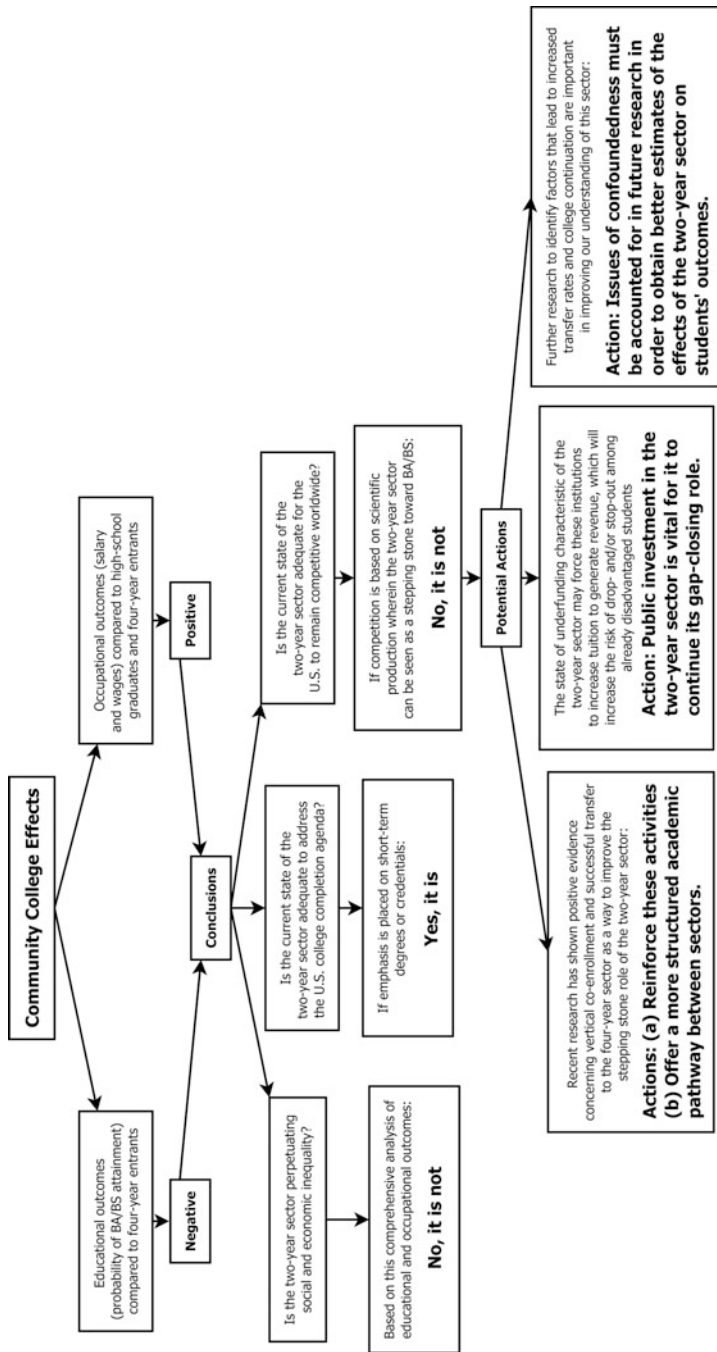 Community College Effects
Educational outcomes
(probability of BA/BS attainment)
compared to four-year entrants
Occupational outcomes (salary
and wages) compared to high-school
graduates and four-year entrants
Negative
Positive
Conclusions
Is the two-year sector perpetuating
social and economic inequality?
Is the current state of the
two-year sector adequate to address
the U.S. college completion agenda?
Is the current state of the
two-year sector adequate for the
U.S. to remain competitive worldwide?
Based on this comprehensive analysis of
educational and occupational outcomes:
No, it is not
If emphasis is placed on short-term
degrees or credentials:
Yes, it is
If competition is based on scientific
production wherein the two-year sector
can be seen as a stepping stone toward BA/BS:
No, it is not
Potential Actions
Recent research has shown positive evidence
concerning vertical co-enrollment and successful transfer
to the four-year sector as a way to improve the
stepping stone role of the two-year sector:
Actions: (a) Reinforce these activities
(b) Offer a more structured academic
pathway between sectors.
The state of underfunding characteristic of the
two-year sector may force these institutions
to increase tuition to generate revenue, which will
increase the risk of drop- and/or stop-out among
already disadvantaged students
Action: Public investment in the
two-year sector is vital for it to
continue its gap-closing role.
Further research to identify factors that lead to increased
transfer rates and college continuation are important
in improving our understanding of this sector:
Action: Issues of confoundedness must
be accounted for in future research in
order to obtain better estimates of the
effects of the two-year sector on
students' outcomes.